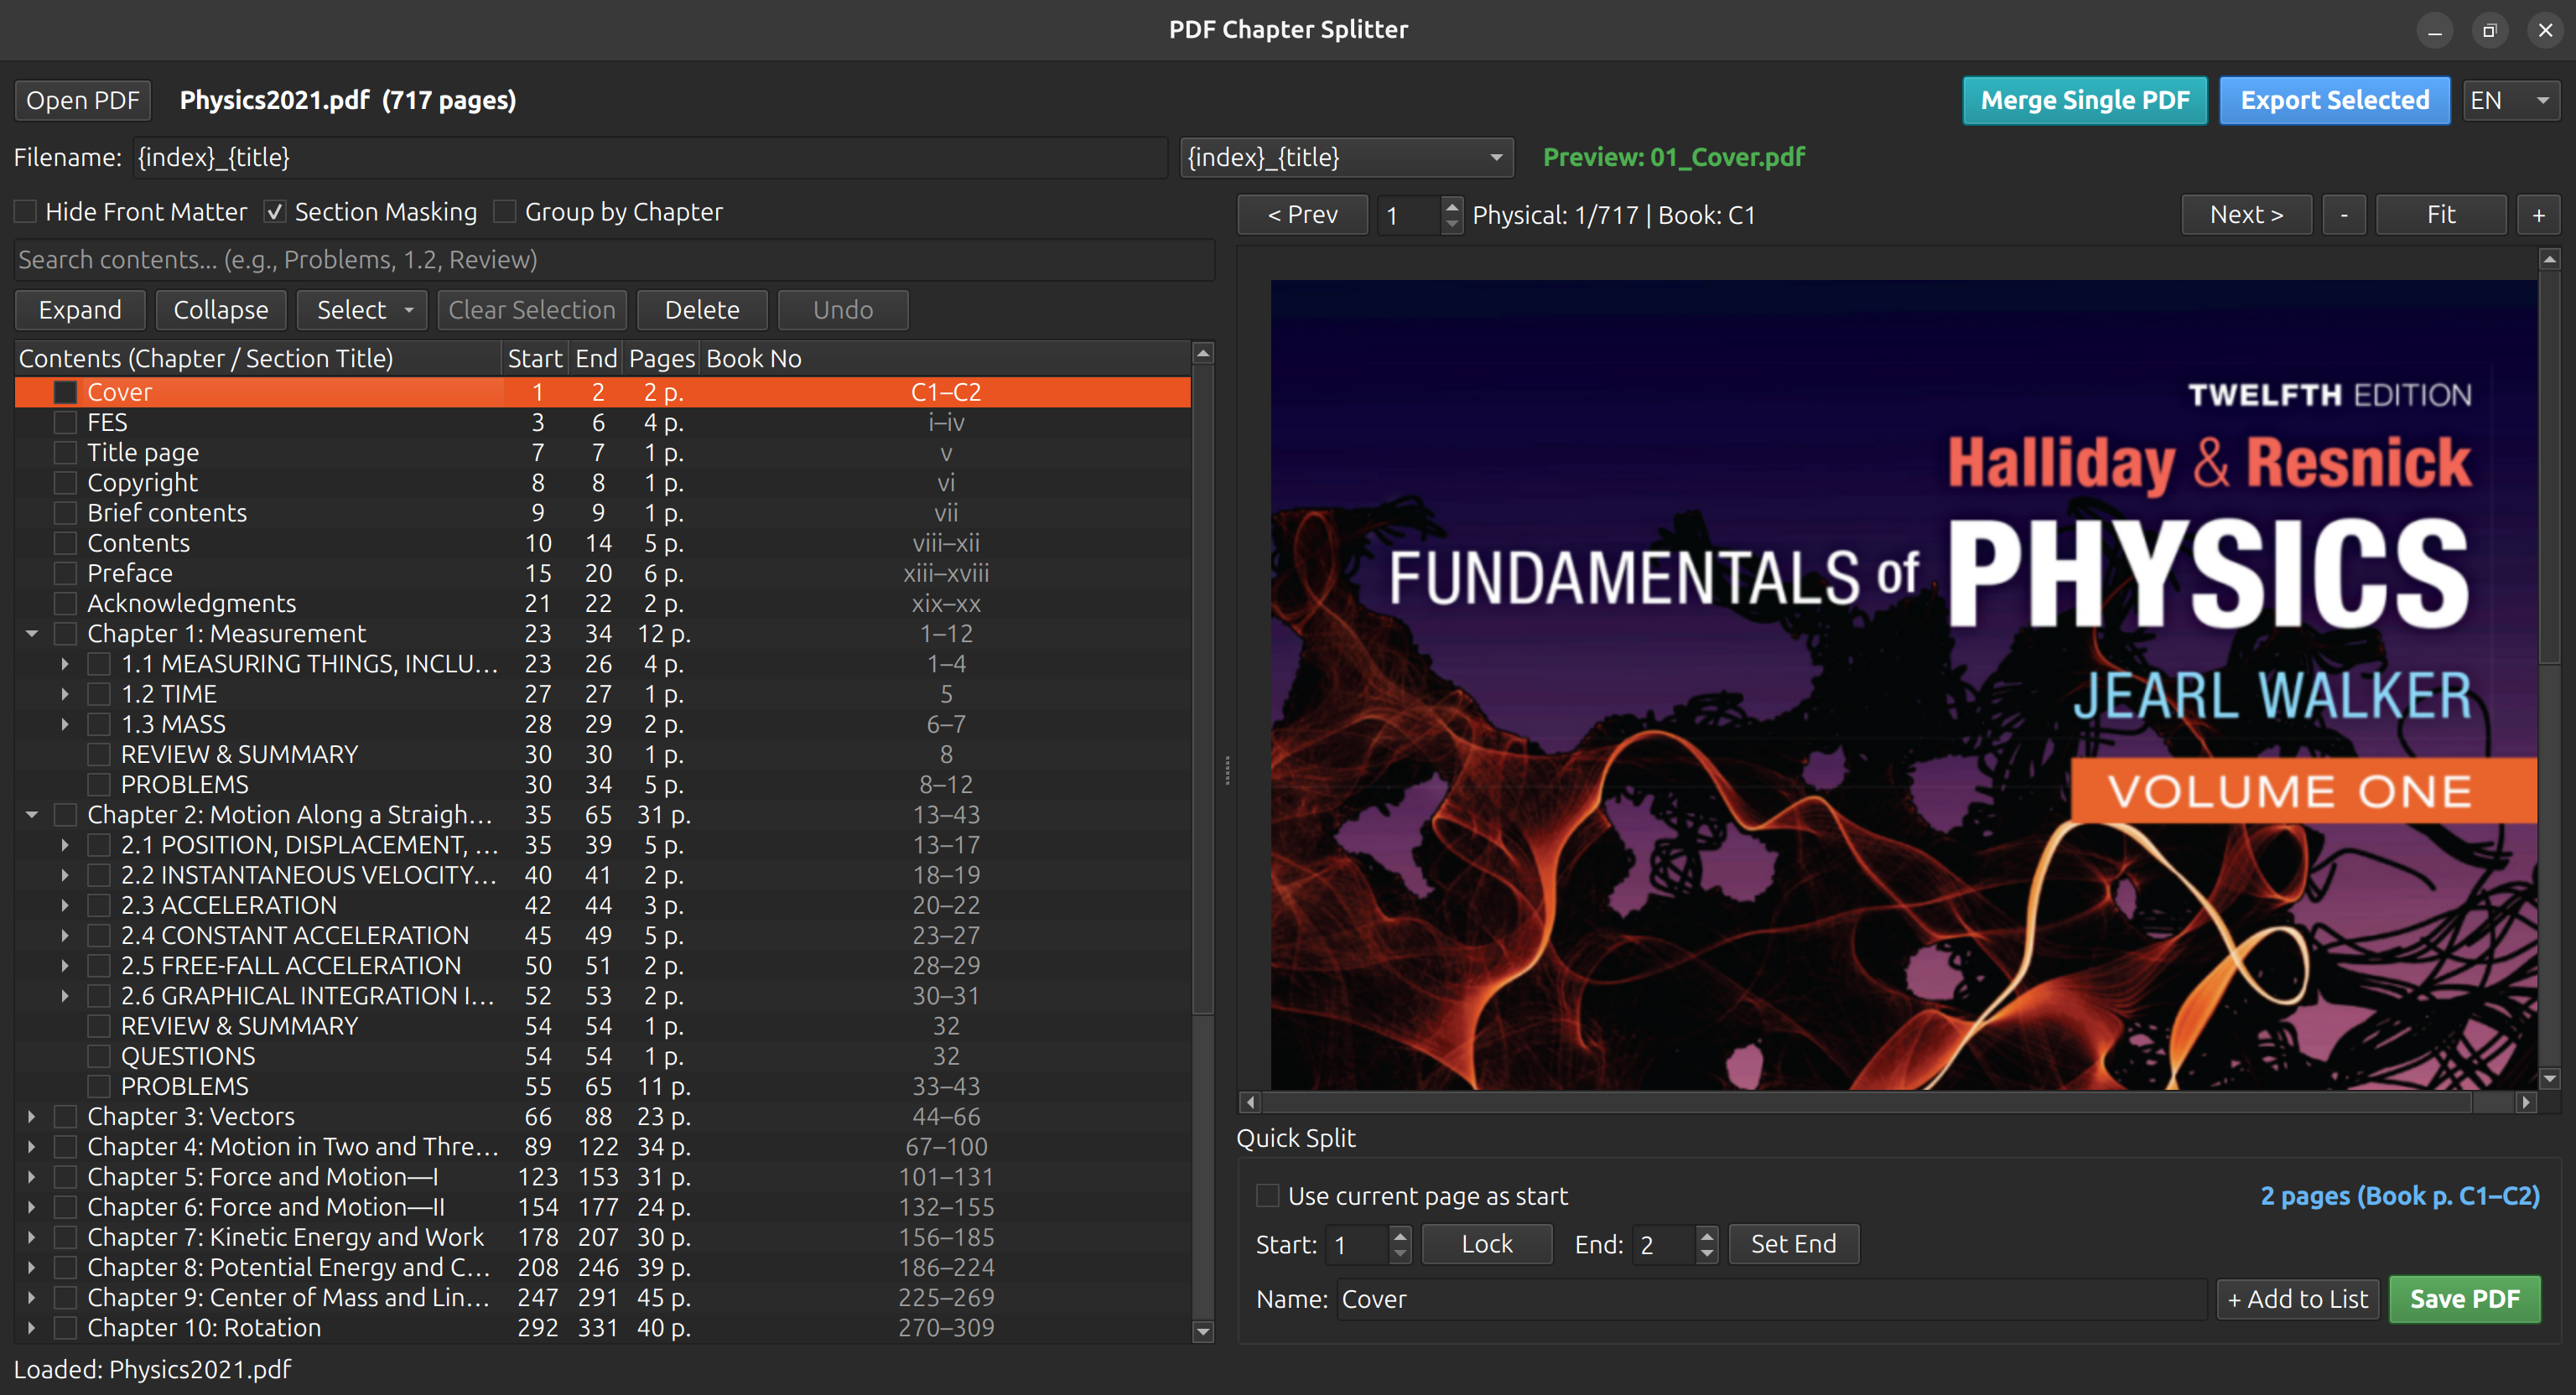 PDF Chapter Splitter
Open PDF Physics2021.pdf (717 pages) Merge Single PDF Export Selected EN
Filename: {index}_{title} {index}_{title} Preview: 01_Cover.pdf
Hide Front Matter Section Masking Group by Chapter
Search contents... (e.g., Problems, 1.2, Review)
Expand Collapse Select Clear Selection Delete Undo
Contents (Chapter / Section Title) Start End Pages Book No
Cover 1 2 2 p. C1–C2
FES 3 6 4 p. i–iv
Title page 7 7 1 p. v
Copyright 8 8 1 p. vi
Brief contents 9 9 1 p. vii
Contents 10 14 5 p. viii–xii
Preface 15 20 6 p. xiii–xviii
Acknowledgments 21 22 2 p. xix–xx
Chapter 1: Measurement 23 34 12 p. 1–12
1.1 MEASURING THINGS, INCLU... 23 26 4 p. 1–4
1.2 TIME 27 27 1 p. 5
1.3 MASS 28 29 2 p. 6–7
REVIEW & SUMMARY 30 30 1 p. 8
PROBLEMS 30 34 5 p. 8–12
Chapter 2: Motion Along a Straigh... 35 65 31 p. 13–43
2.1 POSITION, DISPLACEMENT, ... 35 39 5 p. 13–17
2.2 INSTANTANEOUS VELOCITY... 40 41 2 p. 18–19
2.3 ACCELERATION 42 44 3 p. 20–22
2.4 CONSTANT ACCELERATION 45 49 5 p. 23–27
2.5 FREE-FALL ACCELERATION 50 51 2 p. 28–29
2.6 GRAPHICAL INTEGRATION I... 52 53 2 p. 30–31
REVIEW & SUMMARY 54 54 1 p. 32
QUESTIONS 54 54 1 p. 32
PROBLEMS 55 65 11 p. 33–43
Chapter 3: Vectors 66 88 23 p. 44–66
Chapter 4: Motion in Two and Thre... 89 122 34 p. 67–100
Chapter 5: Force and Motion—I 123 153 31 p. 101–131
Chapter 6: Force and Motion—II 154 177 24 p. 132–155
Chapter 7: Kinetic Energy and Work 178 207 30 p. 156–185
Chapter 8: Potential Energy and C... 208 246 39 p. 186–224
Chapter 9: Center of Mass and Lin... 247 291 45 p. 225–269
Chapter 10: Rotation 292 331 40 p. 270–309
< Prev 1 Physical: 1/717 | Book: C1 Next > - Fit +
TWELFTH EDITION
Halliday & Resnick
FUNDAMENTALS of PHYSICS
JEARL WALKER
VOLUME ONE
Quick Split
Use current page as start 2 pages (Book p. C1–C2)
Start: 1 Lock End: 2 Set End
Name: Cover + Add to List Save PDF
Loaded: Physics2021.pdf